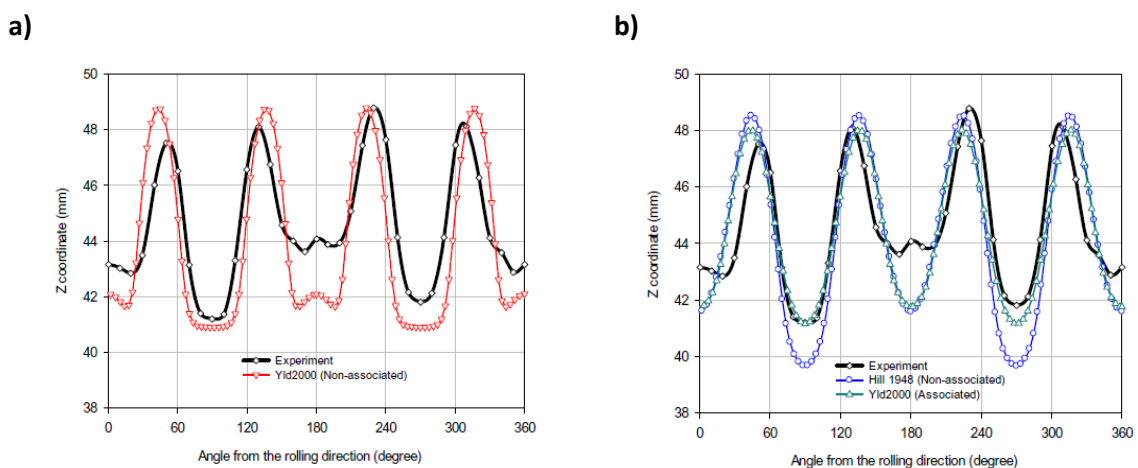 a)
50
48
46
44
42
40
38
Z coordinate (mm)
Experiment
Yld2000 (Non-associated)
0 60 120 180 240 300 360
Angle from the rolling direction (degree)
b)
50
48
46
44
42
40
38
Z coordinate (mm)
Experiment
Hill 1948 (Non-associated)
Yld2000 (Associated)
0 60 120 180 240 300 360
Angle from the rolling direction (degree)